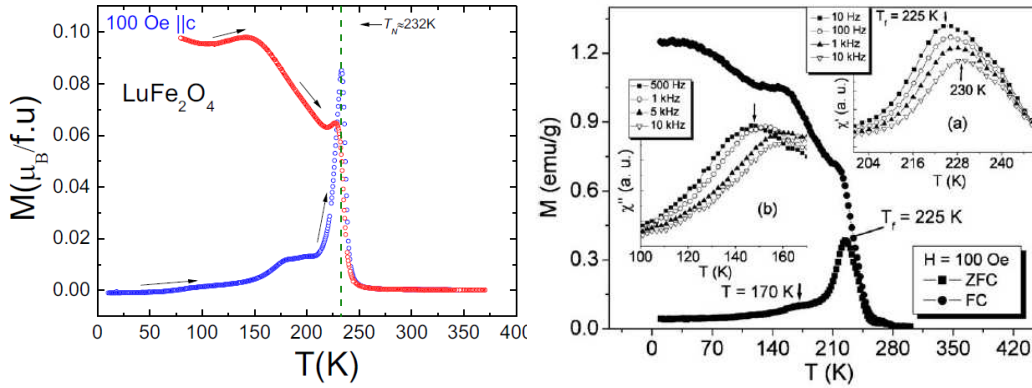 100 Oe ||c
T_N≈232K
LuFe₂O₄
M(μ_B/f.u)
0.10
0.08
0.06
0.04
0.02
0.00
0 50 100 150 200 250 300 350 400
T(K)
M (emu/g)
1.5
1.2
0.9
0.6
0.3
0.0
0 70 140 210 280 350 420
T (K)
10 Hz
100 Hz
1 kHz
10 kHz
T_f = 225 K
230 K
(a)
χ' (a. u.)
204 216 228 240
T (K)
500 Hz
1 kHz
5 kHz
10 kHz
(b)
χ'' (a. u.)
100 120 140 160
T (K)
T_f = 225 K
T = 170 K
H = 100 Oe
ZFC
FC